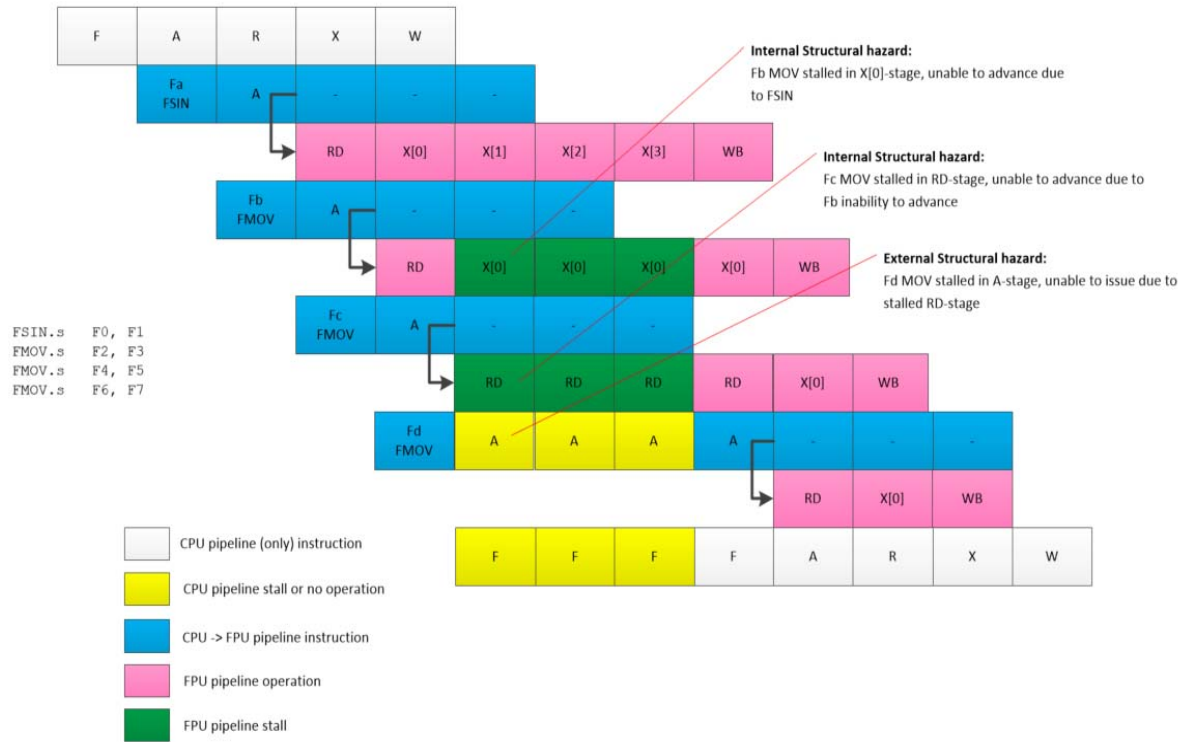 F A R X W
Fa FSIN A - - -
RD X[0] X[1] X[2] X[3] WB
Fb FMOV A - - -
RD X[0] X[0] X[0] X[0] WB
Fc FMOV A - - -
RD RD RD RD X[0] WB
Fd FMOV A A A A - - -
RD X[0] WB
F F F F A R X W
Internal Structural hazard:
Fb MOV stalled in X[0]-stage, unable to advance due
to FSIN
Internal Structural hazard:
Fc MOV stalled in RD-stage, unable to advance due to
Fb inability to advance
External Structural hazard:
Fd MOV stalled in A-stage, unable to issue due to
stalled RD-stage
FSIN.s F0, F1
FMOV.s F2, F3
FMOV.s F4, F5
FMOV.s F6, F7
CPU pipeline (only) instruction
CPU pipeline stall or no operation
CPU -> FPU pipeline instruction
FPU pipeline operation
FPU pipeline stall